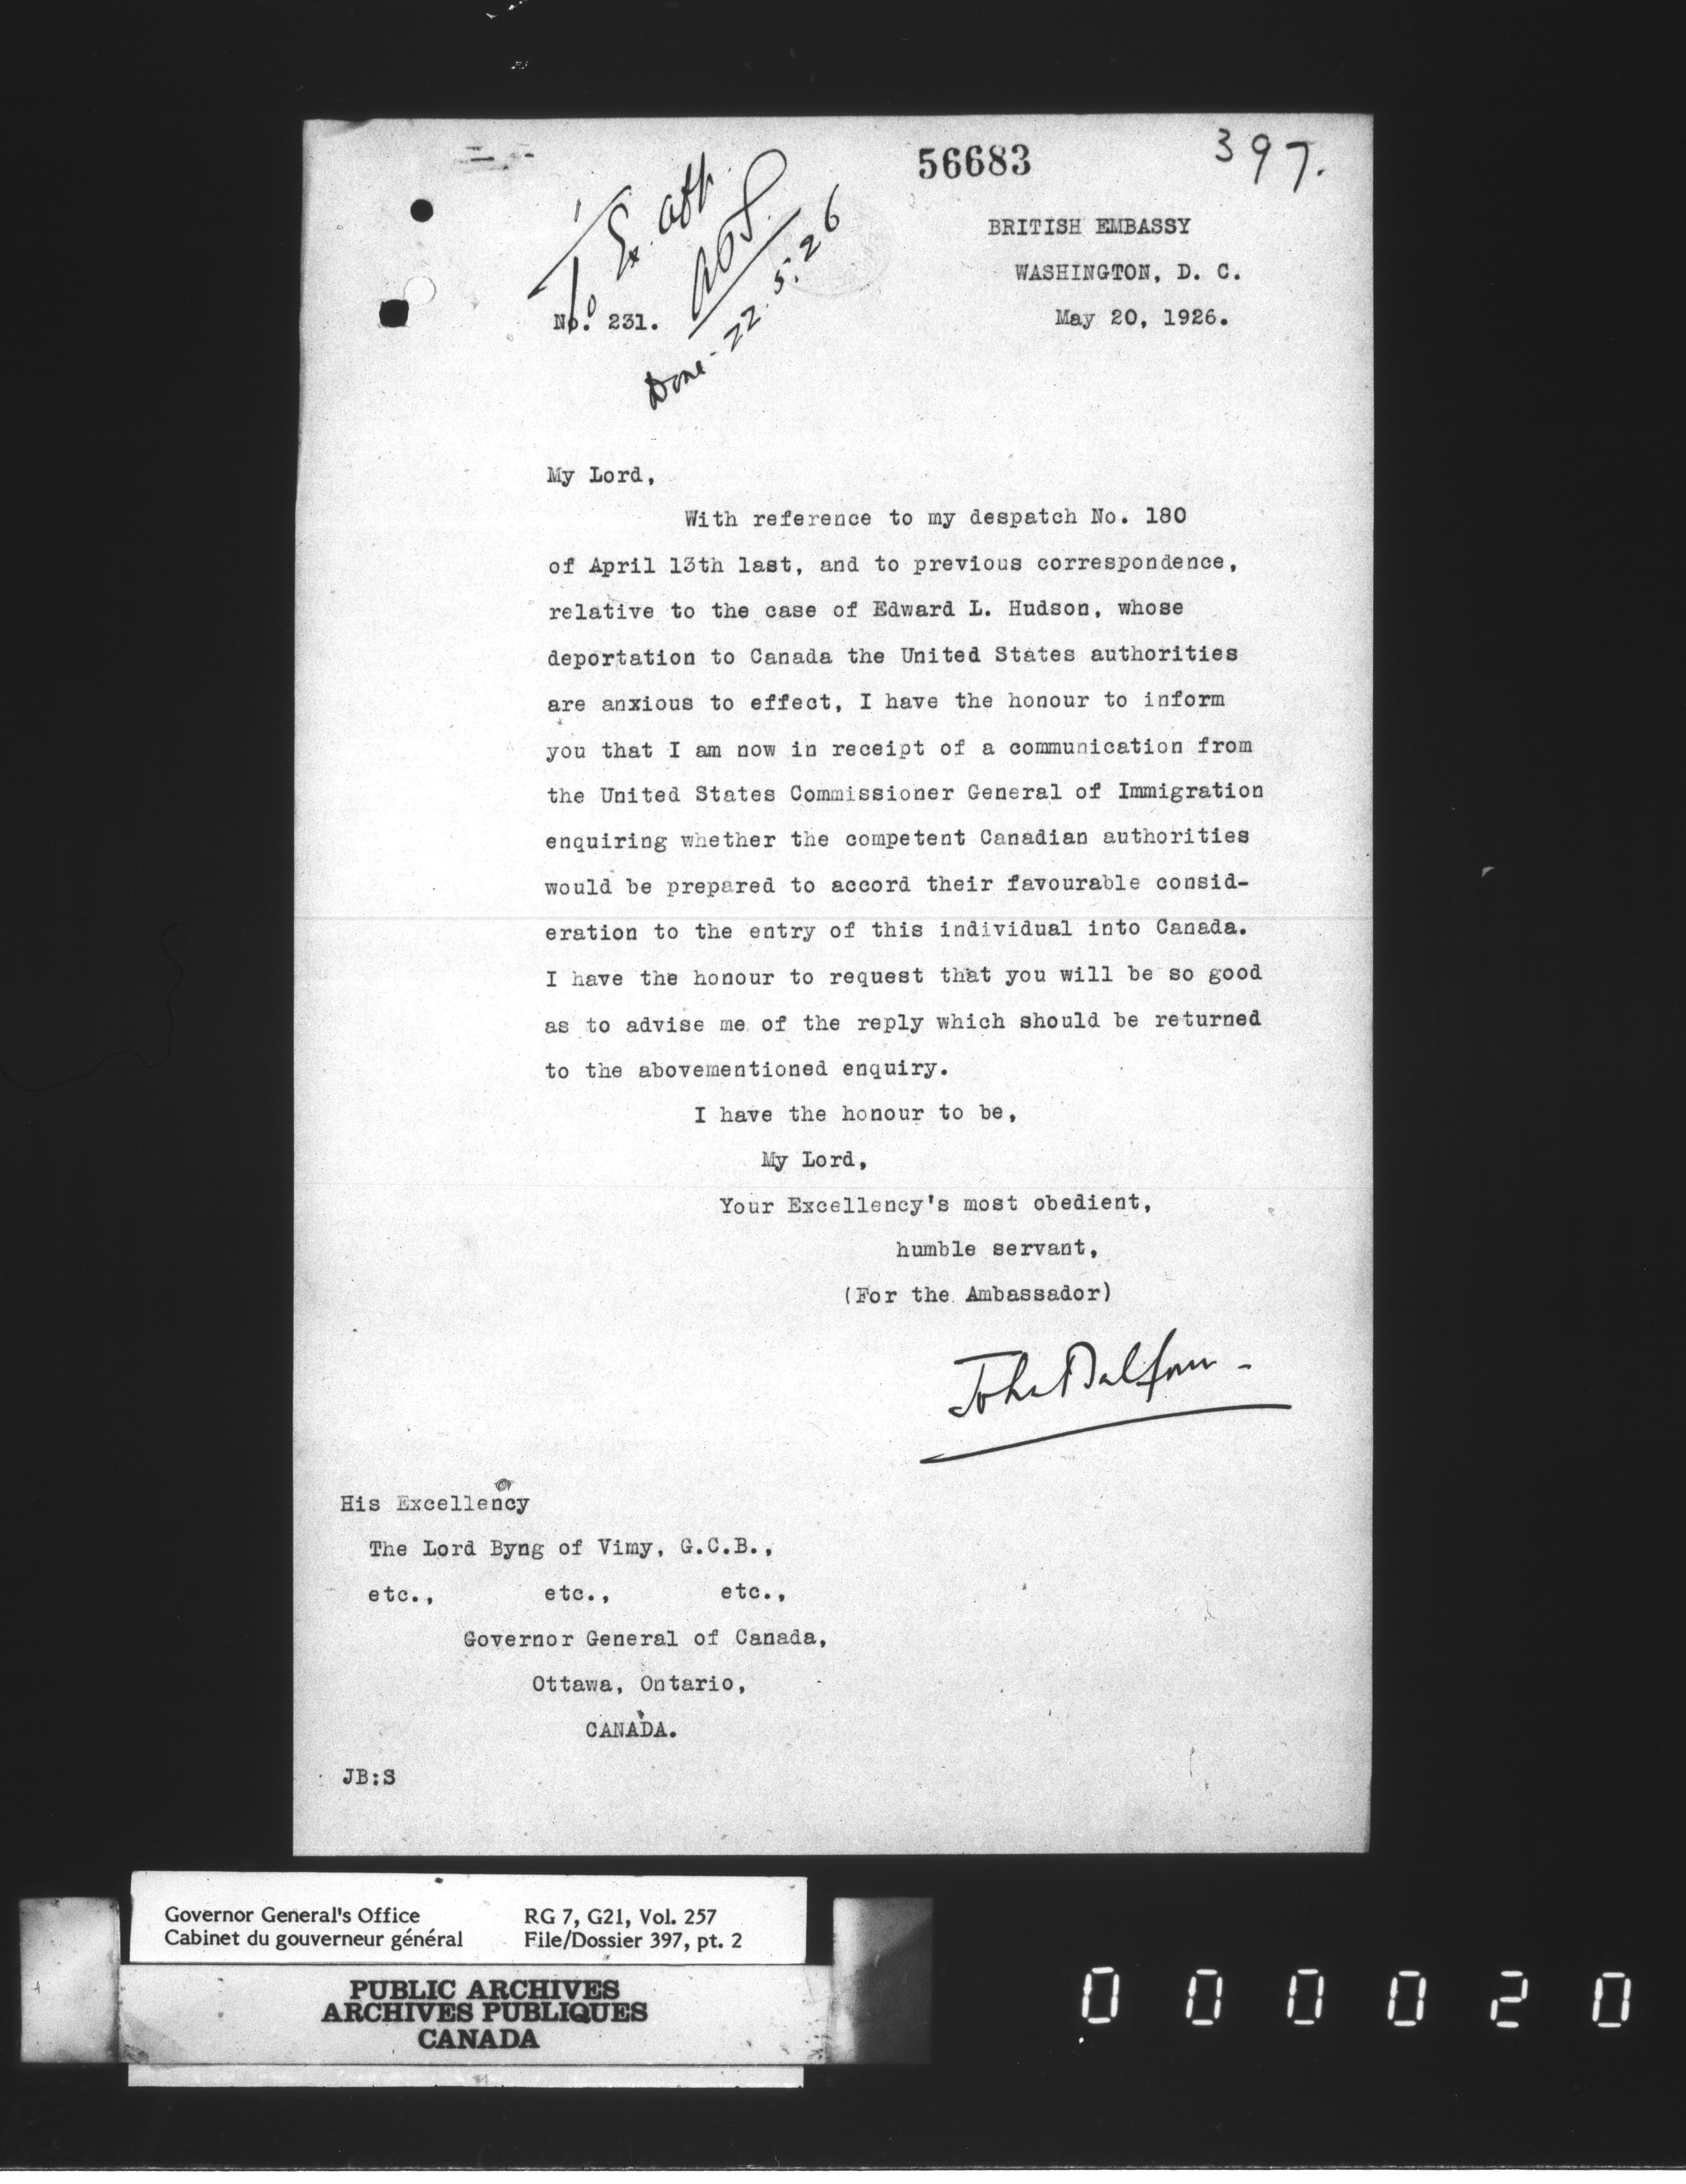 56683
397.
To Ex. Aff.
Done - 22.5.26
BRITISH EMBASSY
WASHINGTON, D. C.
No. 231.
May 20, 1926.
My Lord,
With reference to my despatch No. 180
of April 13th last, and to previous correspondence,
relative to the case of Edward L. Hudson, whose
deportation to Canada the United States authorities
are anxious to effect, I have the honour to inform
you that I am now in receipt of a communication from
the United States Commissioner General of Immigration
enquiring whether the competent Canadian authorities
would be prepared to accord their favourable consid-
eration to the entry of this individual into Canada.
I have the honour to request that you will be so good
as to advise me of the reply which should be returned
to the abovementioned enquiry.
I have the honour to be,
My Lord,
Your Excellency's most obedient,
humble servant,
(For the Ambassador)
John Balfour -
His Excellency
The Lord Byng of Vimy, G.C.B.,
etc., etc., etc.,
Governor General of Canada,
Ottawa, Ontario,
CANADA.
JB:S
Governor General's Office RG 7, G21, Vol. 257
Cabinet du gouverneur général File/Dossier 397, pt. 2
PUBLIC ARCHIVES
ARCHIVES PUBLIQUES
CANADA
000020